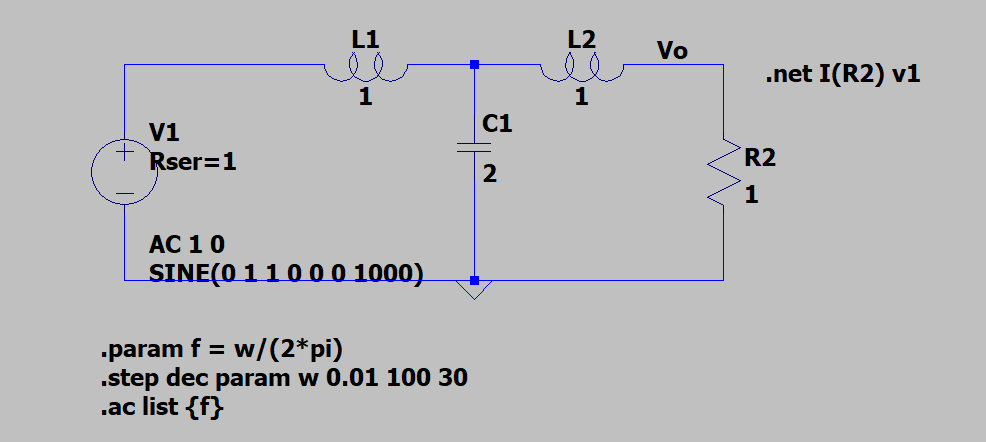 L1
L2
Vo
.net I(R2) v1
1
1
V1
Rser=1
C1
2
R2
1
AC 1 0
SINE(0 1 1 0 0 0 1000)
.param f = w/(2*pi)
.step dec param w 0.01 100 30
.ac list {f}